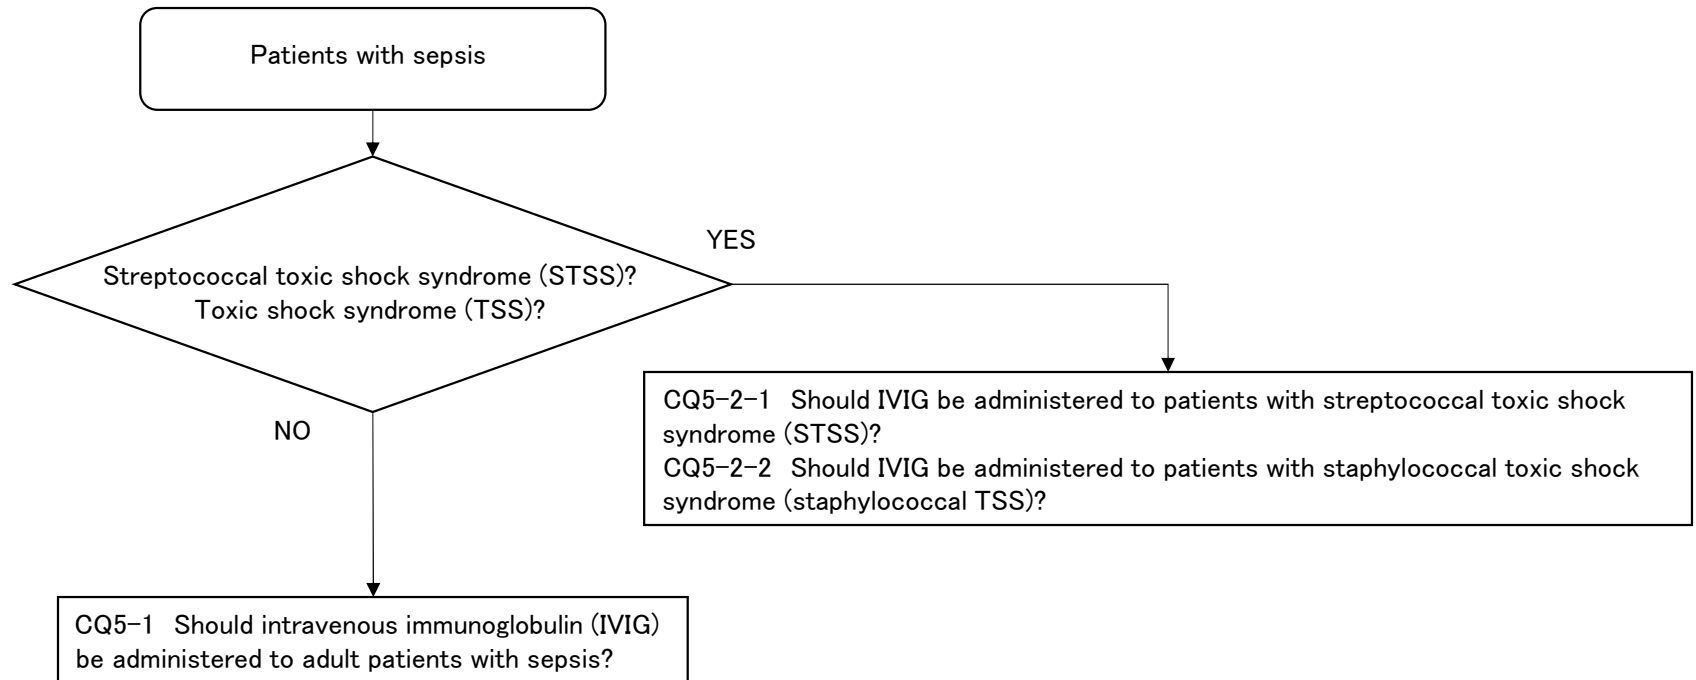 Patients with sepsis
YES
Streptococcal toxic shock syndrome (STSS)?
Toxic shock syndrome (TSS)?
NO
CQ5-2-1 Should IVIG be administered to patients with streptococcal toxic shock
syndrome (STSS)?
CQ5-2-2 Should IVIG be administered to patients with staphylococcal toxic shock
syndrome (staphylococcal TSS)?
CQ5-1 Should intravenous immunoglobulin (IVIG)
be administered to adult patients with sepsis?